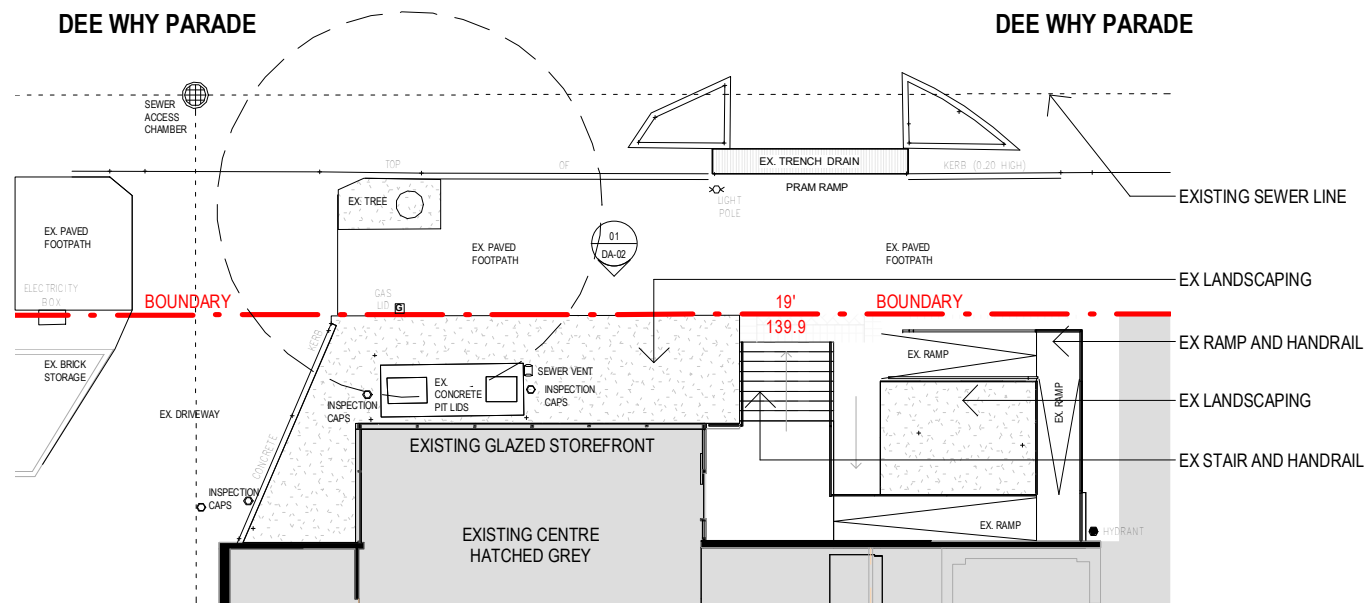 DEE WHY PARADE
DEE WHY PARADE
SEWER
ACCESS
CHAMBER
TOP
OF
EX. TRENCH DRAIN
KERB (0.20 HIGH)
PRAM RAMP
EX. TREE
LIGHT
POLE
EXISTING SEWER LINE
EX. PAVED
FOOTPATH
01
DA-02
EX. PAVED
FOOTPATH
EX. PAVED
FOOTPATH
EX LANDSCAPING
ELECTRICITY
BOX
GAS
LID
G
BOUNDARY
19'
139.9
BOUNDARY
KERB
EX. RAMP
EX RAMP AND HANDRAIL
EX. BRICK
STORAGE
SEWER VENT
EX.
CONCRETE
PIT LIDS
INSPECTION
CAPS
INSPECTION
CAPS
EX. RAMP
EX LANDSCAPING
EX. DRIVEWAY
EXISTING GLAZED STOREFRONT
CONCRETE
EX STAIR AND HANDRAIL
INSPECTION
CAPS
EXISTING CENTRE
HATCHED GREY
EX. RAMP
HYDRANT